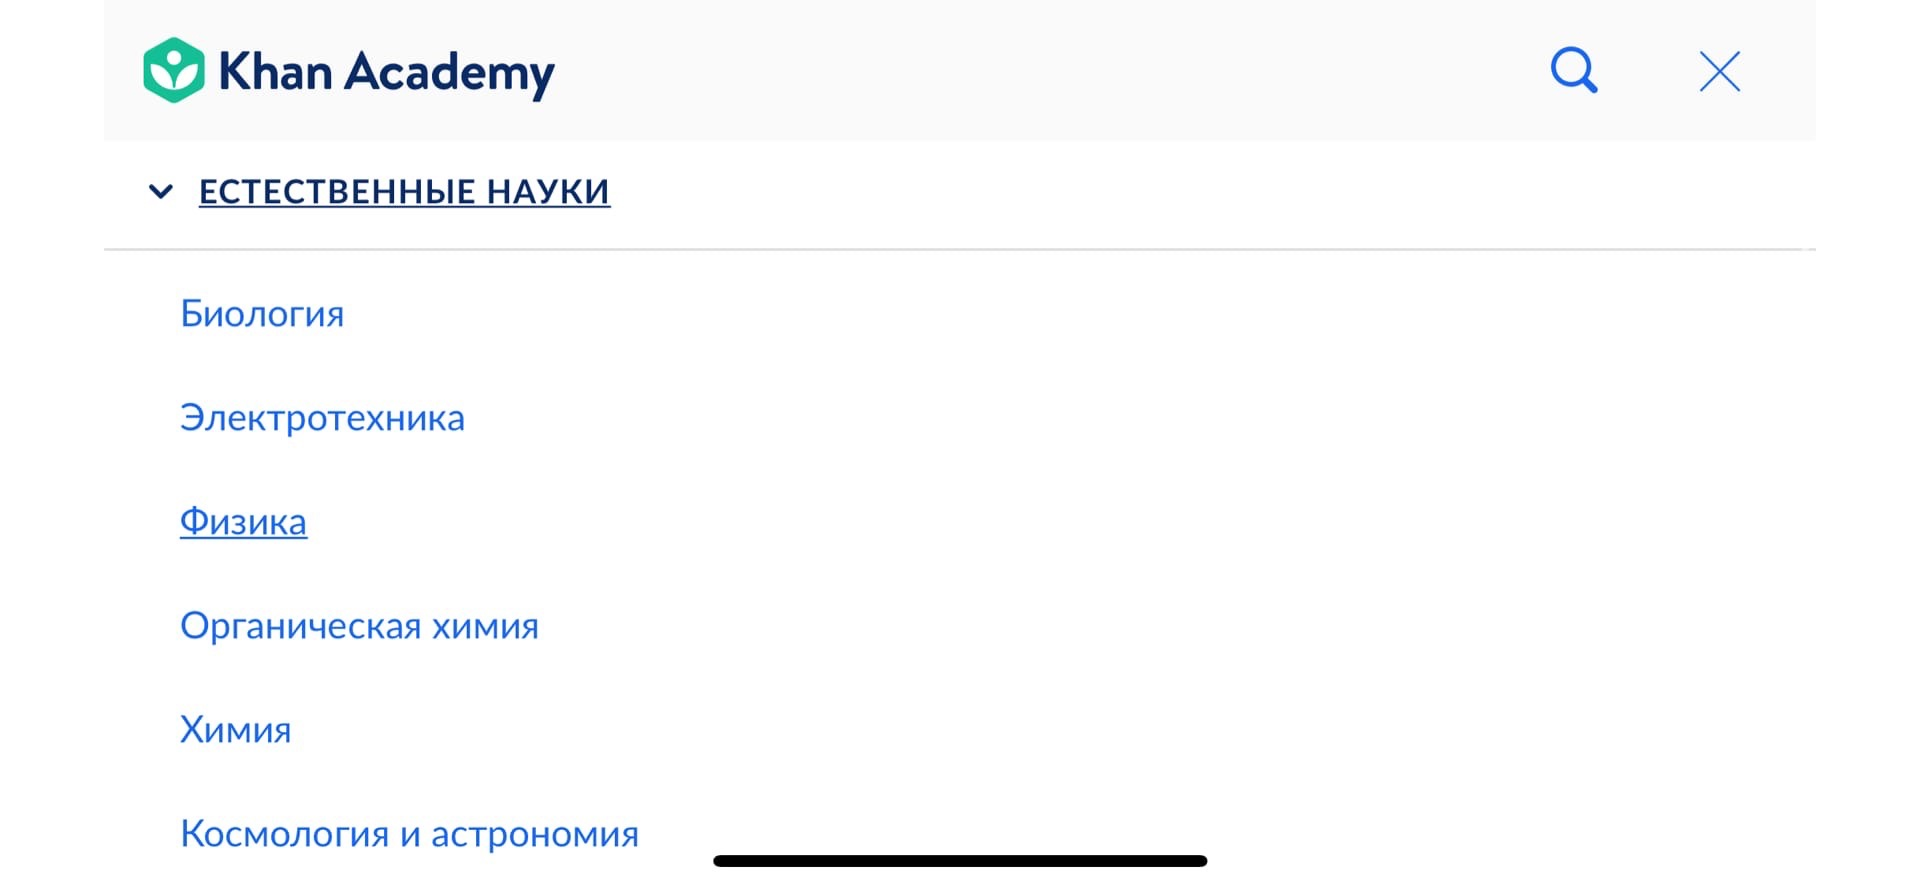 Khan Academy
ЕСТЕСТВЕННЫЕ НАУКИ
Биология
Электротехника
Физика
Органическая химия
Химия
Космология и астрономия